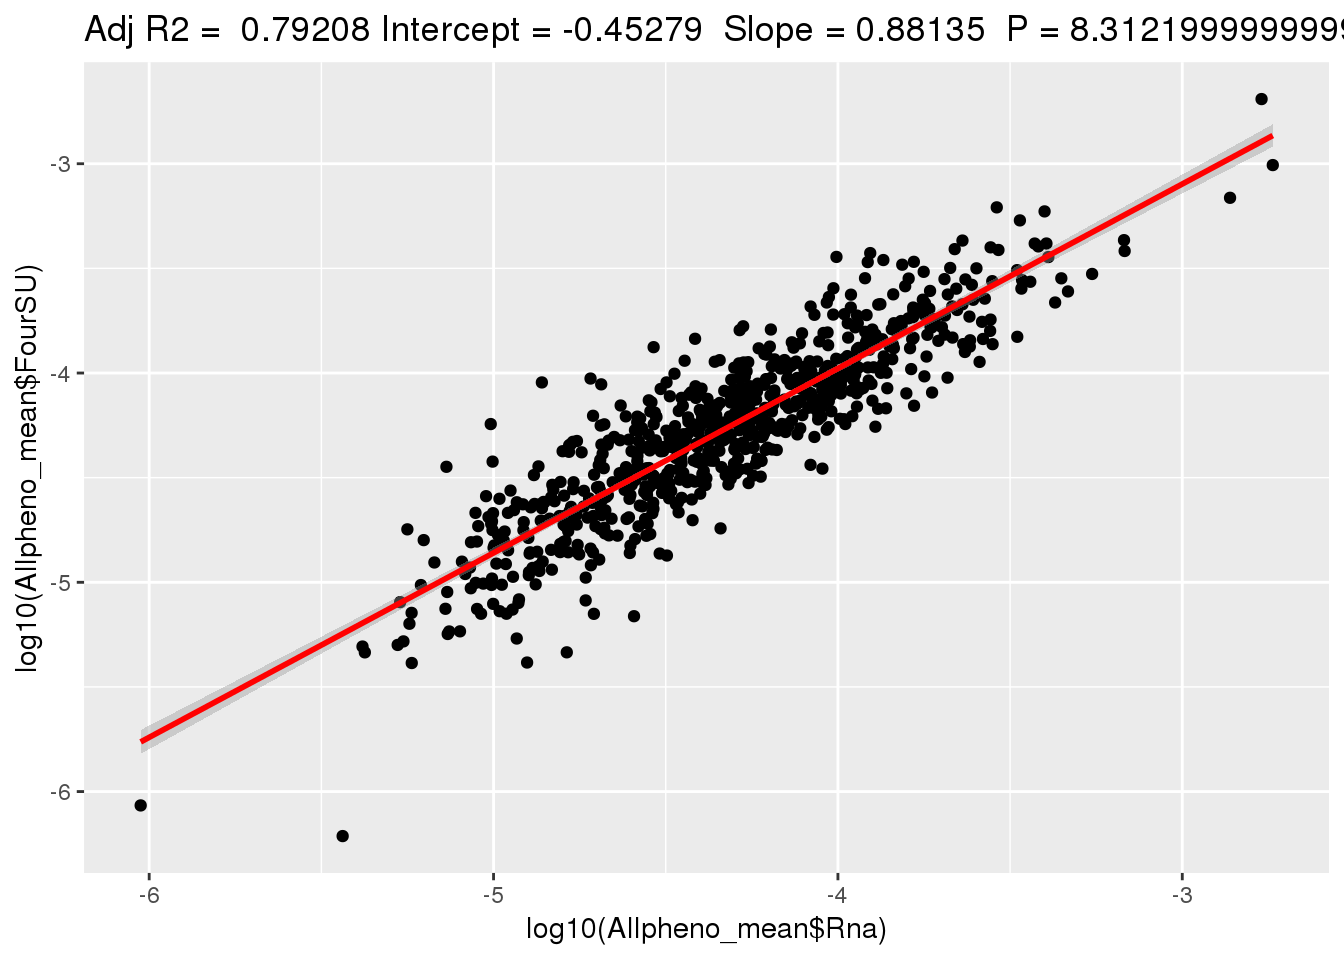 Adj R2 =  0.79208 Intercept = -0.45279  Slope = 0.88135  P = 8.3121999999999
-3
-4
-5
-6
log10(Allpheno_mean$FourSU)
-6
-5
-4
-3
log10(Allpheno_mean$Rna)